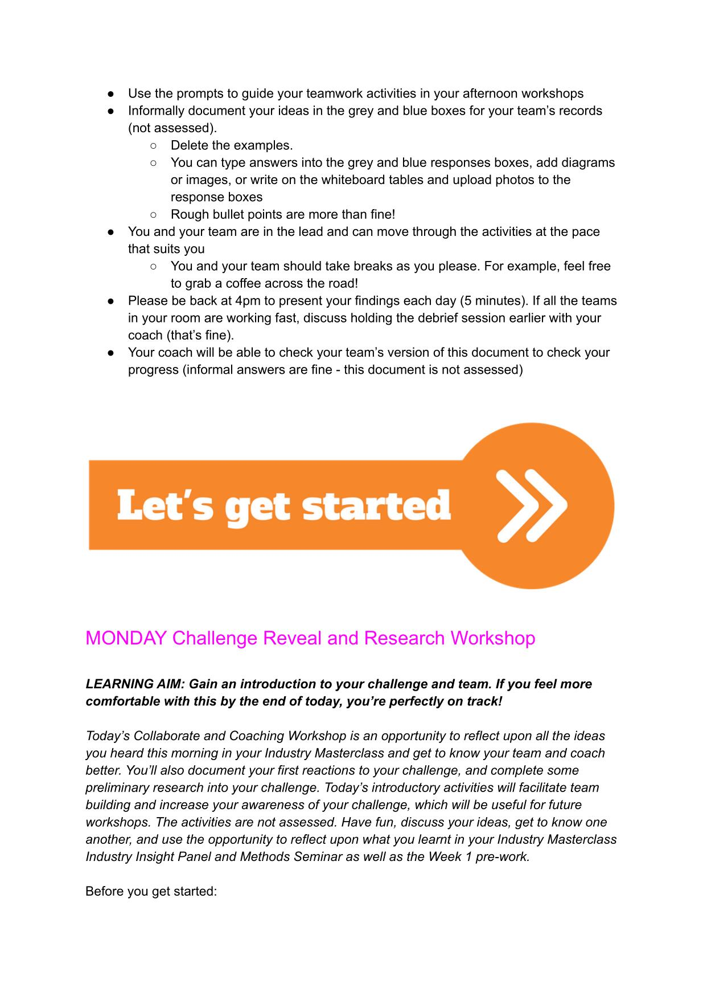 ● Use the prompts to guide your teamwork activities in your afternoon workshops
● Informally document your ideas in the grey and blue boxes for your team’s records
(not assessed).
○ Delete the examples.
○ You can type answers into the grey and blue responses boxes, add diagrams
or images, or write on the whiteboard tables and upload photos to the
response boxes
○ Rough bullet points are more than fine!
● You and your team are in the lead and can move through the activities at the pace
that suits you
○ You and your team should take breaks as you please. For example, feel free
to grab a coffee across the road!
● Please be back at 4pm to present your findings each day (5 minutes). If all the teams
in your room are working fast, discuss holding the debrief session earlier with your
coach (that’s fine).
● Your coach will be able to check your team’s version of this document to check your
progress (informal answers are fine - this document is not assessed)
Let’s get started
MONDAY Challenge Reveal and Research Workshop
LEARNING AIM: Gain an introduction to your challenge and team. If you feel more
comfortable with this by the end of today, you’re perfectly on track!
Today’s Collaborate and Coaching Workshop is an opportunity to reflect upon all the ideas
you heard this morning in your Industry Masterclass and get to know your team and coach
better. You’ll also document your first reactions to your challenge, and complete some
preliminary research into your challenge. Today’s introductory activities will facilitate team
building and increase your awareness of your challenge, which will be useful for future
workshops. The activities are not assessed. Have fun, discuss your ideas, get to know one
another, and use the opportunity to reflect upon what you learnt in your Industry Masterclass
Industry Insight Panel and Methods Seminar as well as the Week 1 pre-work.
Before you get started: